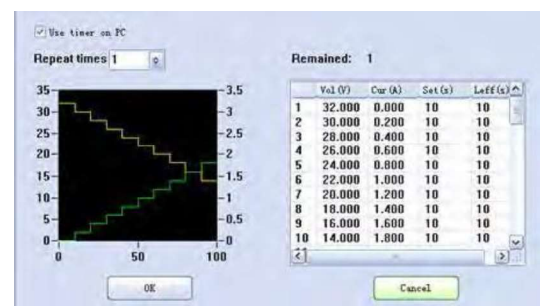 Use timer on PC
Repeat times 1
Remained: 1
35 3.5
30 3
25 2.5
20 2
15 1.5
10 1
5 0.5
0 0
0 50 100
Vol(V) Cur(A) Set(s) Leff(s)
1 32.000 0.000 10 10
2 30.000 0.200 10 10
3 28.000 0.400 10 10
4 26.000 0.600 10 10
5 24.000 0.800 10 10
6 22.000 1.000 10 10
7 20.000 1.200 10 10
8 18.000 1.400 10 10
9 16.000 1.600 10 10
10 14.000 1.800 10 10
OK
Cancel